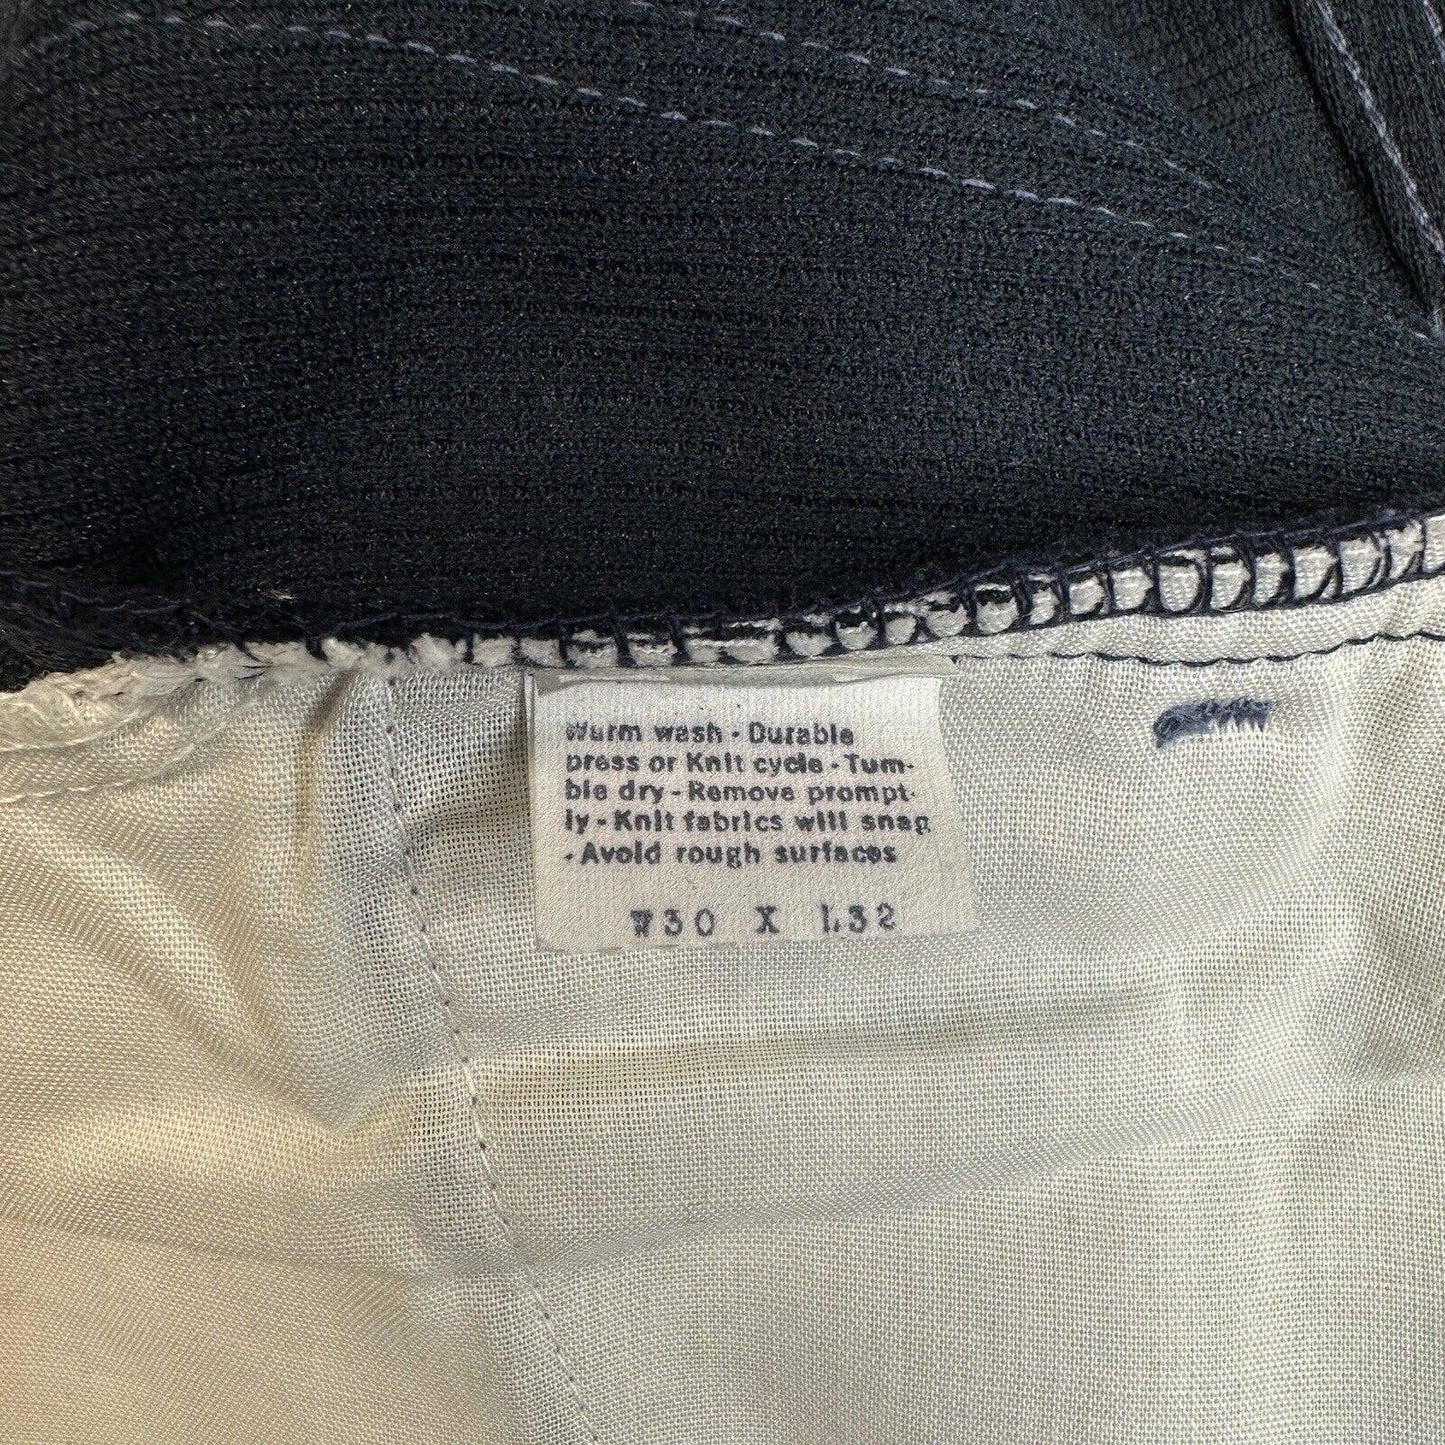 Warm wash - Durable
press or Knit cycle - Tum-
ble dry - Remove prompt-
ly - Knit fabrics will snag
- Avoid rough surfaces
W30 X L32